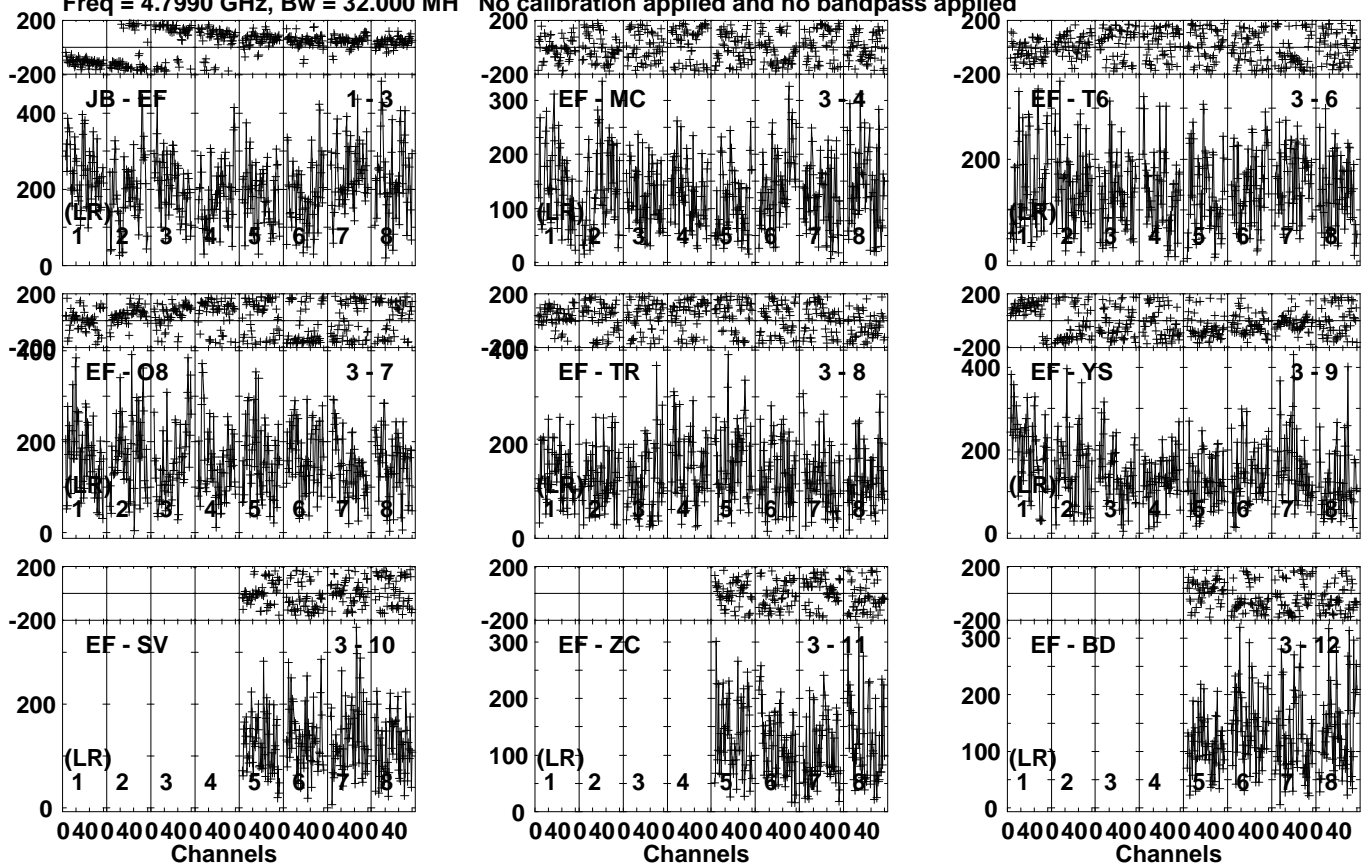 Freq = 4.7990 GHz, Bw = 32.000 MH No calibration applied and no bandpass applied
200
-200
JB - EF 1 - 3
400
200
(LR)
1 2 3 4 5 6 7 8
0
200
-200
EF - MC 3 - 4
300
200
100
(LR)
1 2 3 4 5 6 7 8
0
200
-200
EF - T6 3 - 6
200
(LR)
1 2 3 4 5 6 7 8
0
200
-200
400
EF - O8 3 - 7
200
(LR)
1 2 3 4 5 6 7 8
0
200
-200
400
EF - TR 3 - 8
200
(LR)
1 2 3 4 5 6 7 8
0
200
-200
400
EF - YS 3 - 9
200
(LR)
1 2 3 4 5 6 7 8
0
200
-200
EF - SV 3 - 10
200
(LR)
1 2 3 4 5 6 7 8
0
0 40 0 40 0 40 0 40 0 40 0 40 0 40 0 40
Channels
200
-200
EF - ZC 3 - 11
300
200
100
(LR)
1 2 3 4 5 6 7 8
0
0 40 0 40 0 40 0 40 0 40 0 40 0 40 0 40
Channels
200
-200
EF - BD 3 - 12
300
200
100
(LR)
1 2 3 4 5 6 7 8
0
0 40 0 40 0 40 0 40 0 40 0 40 0 40 0 40
Channels